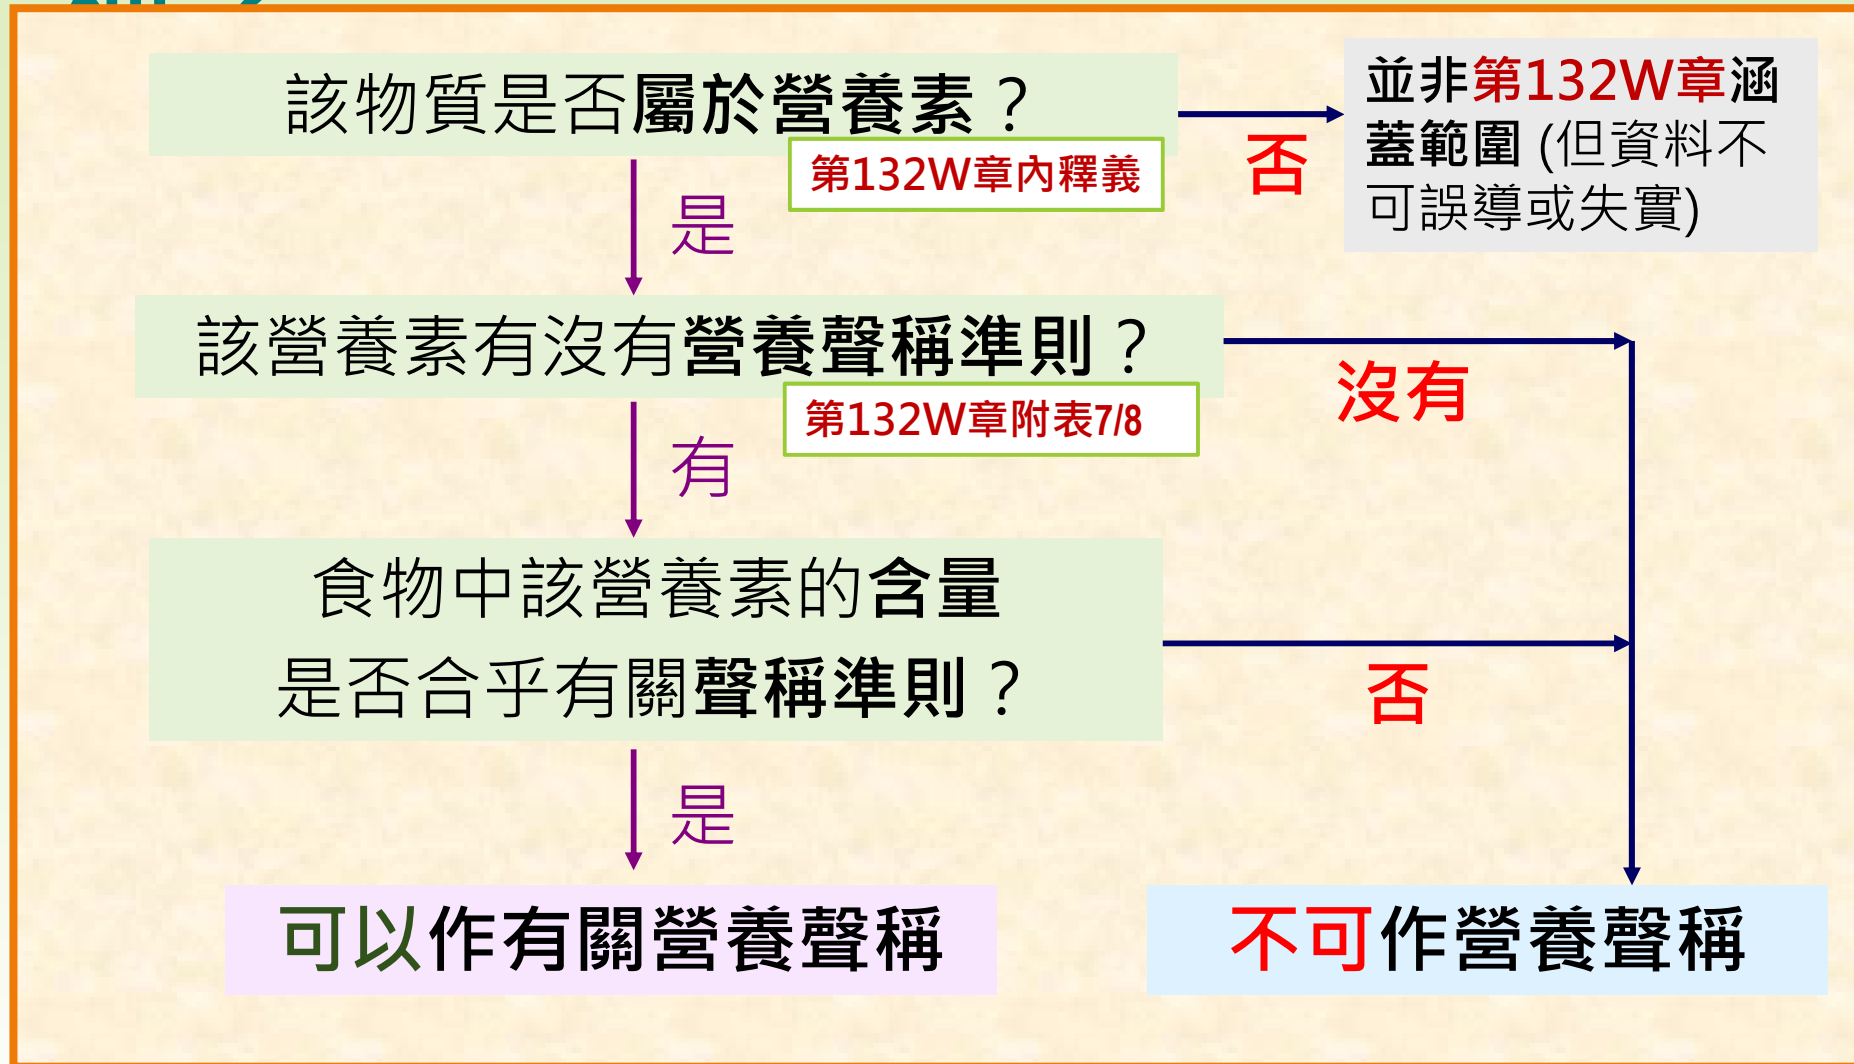 該物質是否屬於營養素？
第132W章內釋義
否
並非第132W章涵
蓋範圍 (但資料不
可誤導或失實)
是
該營養素有沒有營養聲稱準則？
第132W章附表7/8
沒有
有
食物中該營養素的含量
是否合乎有關聲稱準則？
否
是
可以作有關營養聲稱
不可作營養聲稱